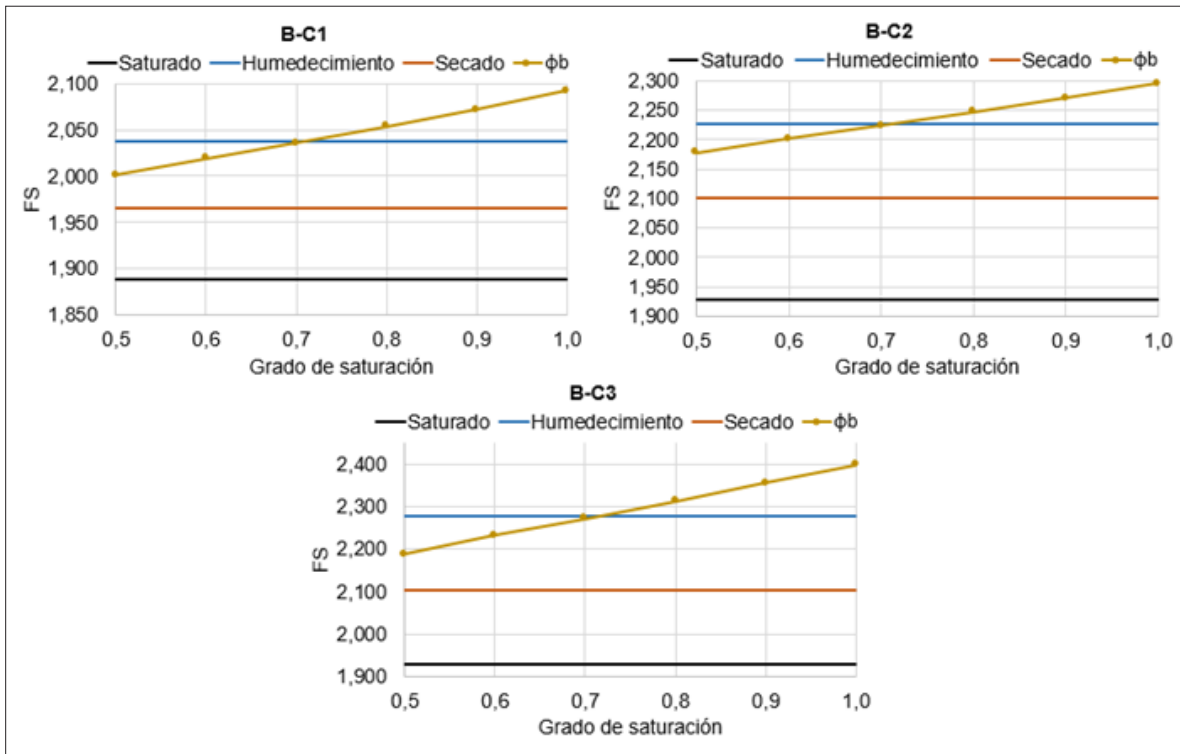 B-C1
Saturado Humedecimiento Secado ϕb
2,100
2,050
2,000
1,950
1,900
1,850
FS
0,5 0,6 0,7 0,8 0,9 1,0
Grado de saturación
B-C2
Saturado Humedecimiento Secado ϕb
2,300
2,250
2,200
2,150
2,100
2,050
2,000
1,950
1,900
FS
0,5 0,6 0,7 0,8 0,9 1,0
Grado de saturación
B-C3
Saturado Humedecimiento Secado ϕb
2,400
2,300
2,200
2,100
2,000
1,900
FS
0,5 0,6 0,7 0,8 0,9 1,0
Grado de saturación